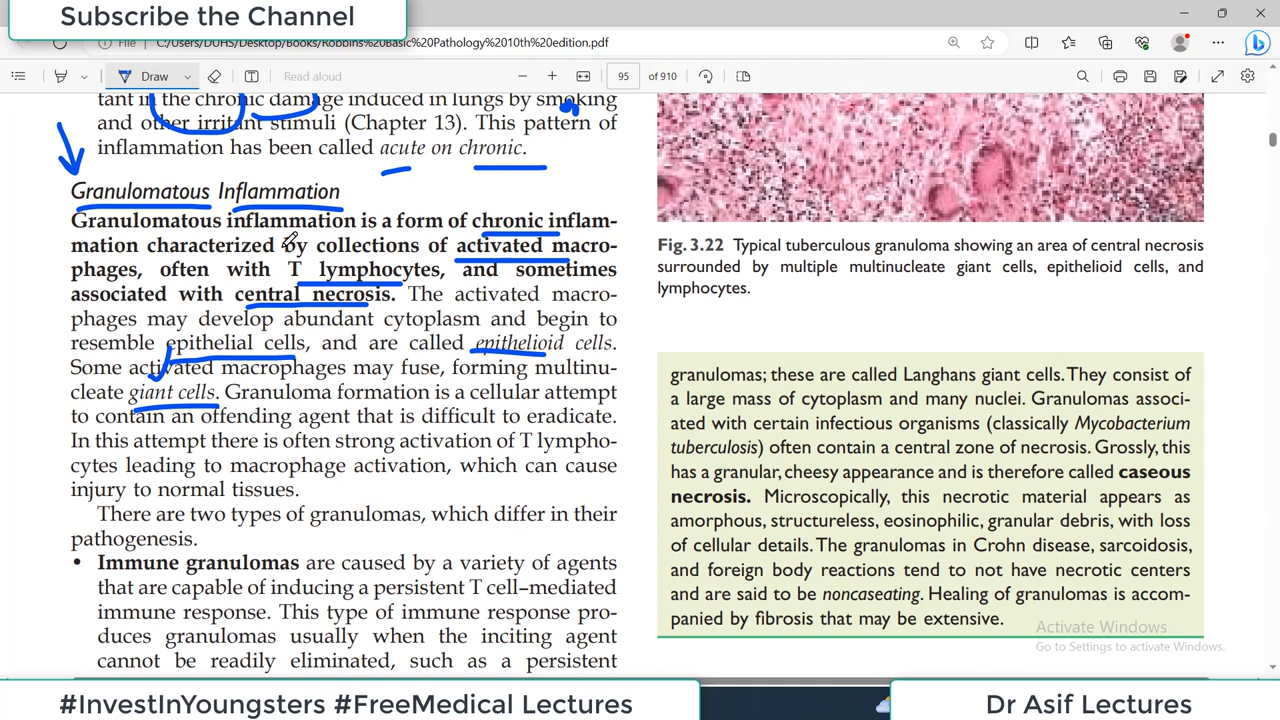 Subscribe the Channel
File
C:/Users/DUHS/Desktop/Books/Robbins%20Basic%20Pathology%2010th%20edition.pdf
Draw
Read aloud
95 of 910
tant in the chronic damage induced in lungs by smoking
and other irritant stimuli (Chapter 13). This pattern of
inflammation has been called acute on chronic.
Granulomatous Inflammation
Granulomatous inflammation is a form of chronic inflam-
mation characterized by collections of activated macro-
phages, often with T lymphocytes, and sometimes
associated with central necrosis. The activated macro-
phages may develop abundant cytoplasm and begin to
resemble epithelial cells, and are called epithelioid cells.
Some activated macrophages may fuse, forming multinu-
cleate giant cells. Granuloma formation is a cellular attempt
to contain an offending agent that is difficult to eradicate.
In this attempt there is often strong activation of T lympho-
cytes leading to macrophage activation, which can cause
injury to normal tissues.
There are two types of granulomas, which differ in their
pathogenesis.
• Immune granulomas are caused by a variety of agents
that are capable of inducing a persistent T cell–mediated
immune response. This type of immune response pro-
duces granulomas usually when the inciting agent
cannot be readily eliminated, such as a persistent
Fig. 3.22 Typical tuberculous granuloma showing an area of central necrosis
surrounded by multiple multinucleate giant cells, epithelioid cells, and
lymphocytes.
granulomas; these are called Langhans giant cells. They consist of
a large mass of cytoplasm and many nuclei. Granulomas associ-
ated with certain infectious organisms (classically Mycobacterium
tuberculosis) often contain a central zone of necrosis. Grossly, this
has a granular, cheesy appearance and is therefore called caseous
necrosis. Microscopically, this necrotic material appears as
amorphous, structureless, eosinophilic, granular debris, with loss
of cellular details. The granulomas in Crohn disease, sarcoidosis,
and foreign body reactions tend to not have necrotic centers
and are said to be noncaseating. Healing of granulomas is accom-
panied by fibrosis that may be extensive.
Activate Windows
Go to Settings to activate Windows.
#InvestInYoungsters #FreeMedical Lectures
Dr Asif Lectures